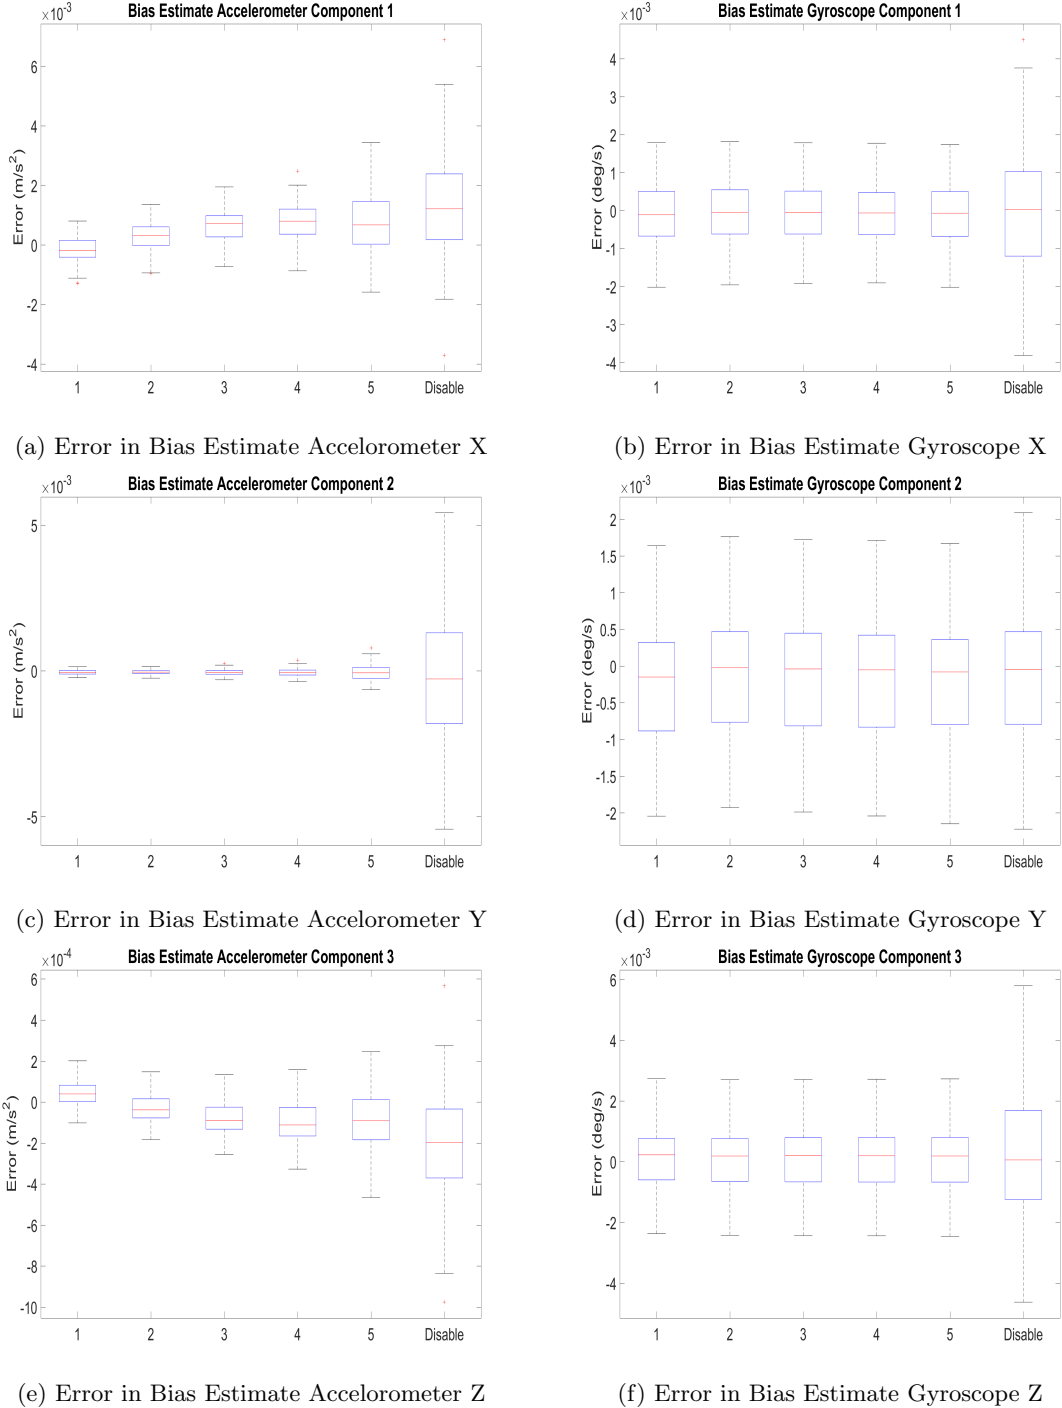 Bias Estimate Accelerometer Component 1
×10-3
Error (m/s2)
6
4
2
0
-2
-4
1 2 3 4 5 Disable
(a) Error in Bias Estimate Accelorometer X
Bias Estimate Gyroscope Component 1
×10-3
Error (deg/s)
4
3
2
1
0
-1
-2
-3
-4
1 2 3 4 5 Disable
(b) Error in Bias Estimate Gyroscope X
Bias Estimate Accelerometer Component 2
×10-3
Error (m/s2)
5
0
-5
1 2 3 4 5 Disable
(c) Error in Bias Estimate Accelorometer Y
Bias Estimate Gyroscope Component 2
×10-3
Error (deg/s)
2
1.5
1
0.5
0
-0.5
-1
-1.5
-2
1 2 3 4 5 Disable
(d) Error in Bias Estimate Gyroscope Y
Bias Estimate Accelerometer Component 3
×10-4
Error (m/s2)
6
4
2
0
-2
-4
-6
-8
-10
1 2 3 4 5 Disable
(e) Error in Bias Estimate Accelorometer Z
Bias Estimate Gyroscope Component 3
×10-3
Error (deg/s)
6
4
2
0
-2
-4
1 2 3 4 5 Disable
(f) Error in Bias Estimate Gyroscope Z